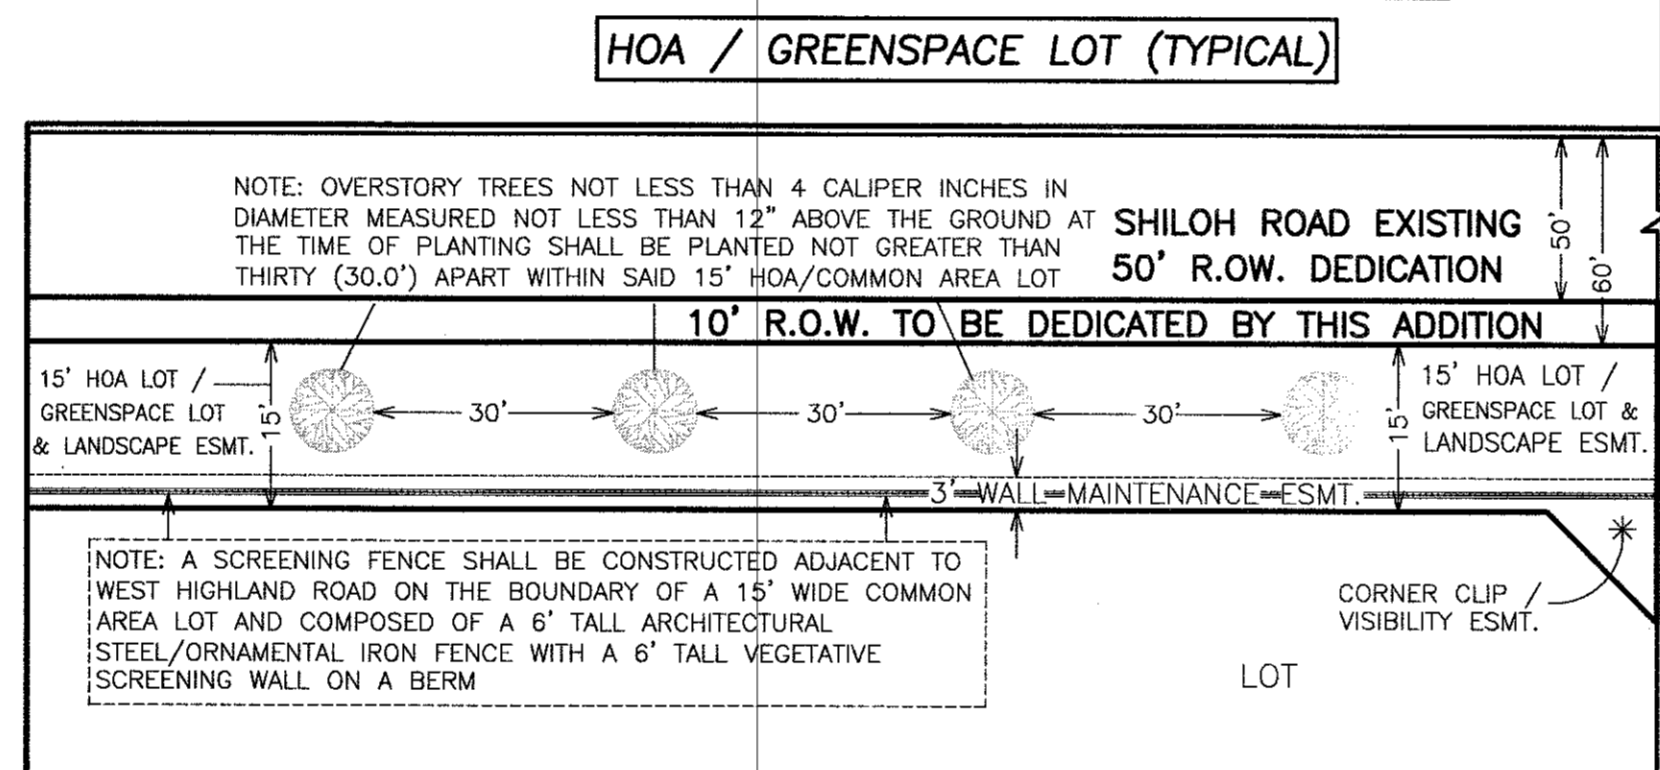 HOA / GREENSPACE LOT (TYPICAL)
NOTE: OVERSTORY TREES NOT LESS THAN 4 CALIPER INCHES IN
DIAMETER MEASURED NOT LESS THAN 12" ABOVE THE GROUND AT
THE TIME OF PLANTING SHALL BE PLANTED NOT GREATER THAN
THIRTY (30.0') APART WITHIN SAID 15' HOA/COMMON AREA LOT
SHILOH ROAD EXISTING
50' R.OW. DEDICATION
50'
60'
10' R.O.W. TO BE DEDICATED BY THIS ADDITION
15' HOA LOT /
GREENSPACE LOT
& LANDSCAPE ESMT.
15'
30'
30'
30'
15'
15' HOA LOT /
GREENSPACE LOT &
LANDSCAPE ESMT.
3' WALL MAINTENANCE ESMT.
NOTE: A SCREENING FENCE SHALL BE CONSTRUCTED ADJACENT TO
WEST HIGHLAND ROAD ON THE BOUNDARY OF A 15' WIDE COMMON
AREA LOT AND COMPOSED OF A 6' TALL ARCHITECTURAL
STEEL/ORNAMENTAL IRON FENCE WITH A 6' TALL VEGETATIVE
SCREENING WALL ON A BERM
CORNER CLIP /
VISIBILITY ESMT.
LOT